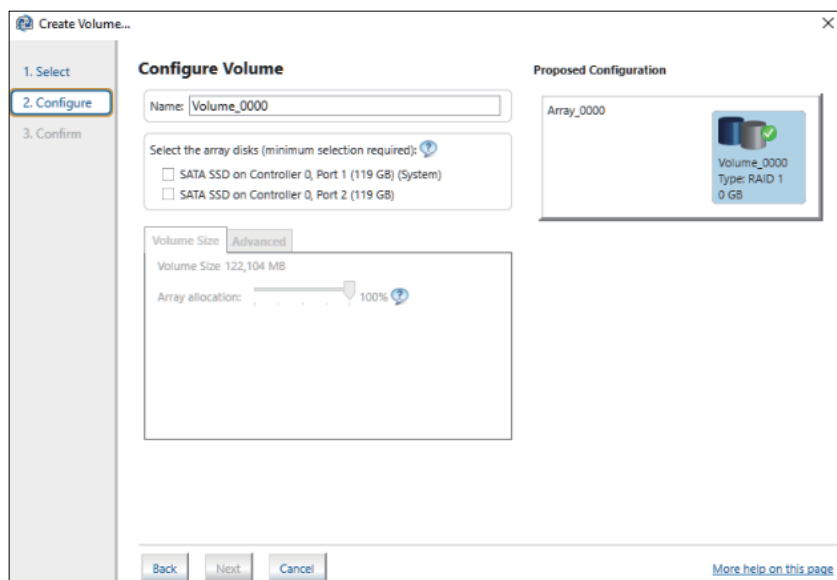 Create Volume...
1. Select
2. Configure
3. Confirm
Configure Volume
Name: Volume_0000
Select the array disks (minimum selection required):
SATA SSD on Controller 0, Port 1 (119 GB) (System)
SATA SSD on Controller 0, Port 2 (119 GB)
Volume Size Advanced
Volume Size 122,104 MB
Array allocation: 100%
Proposed Configuration
Array_0000
Volume_0000
Type: RAID 1
0 GB
Back Next Cancel
More help on this page